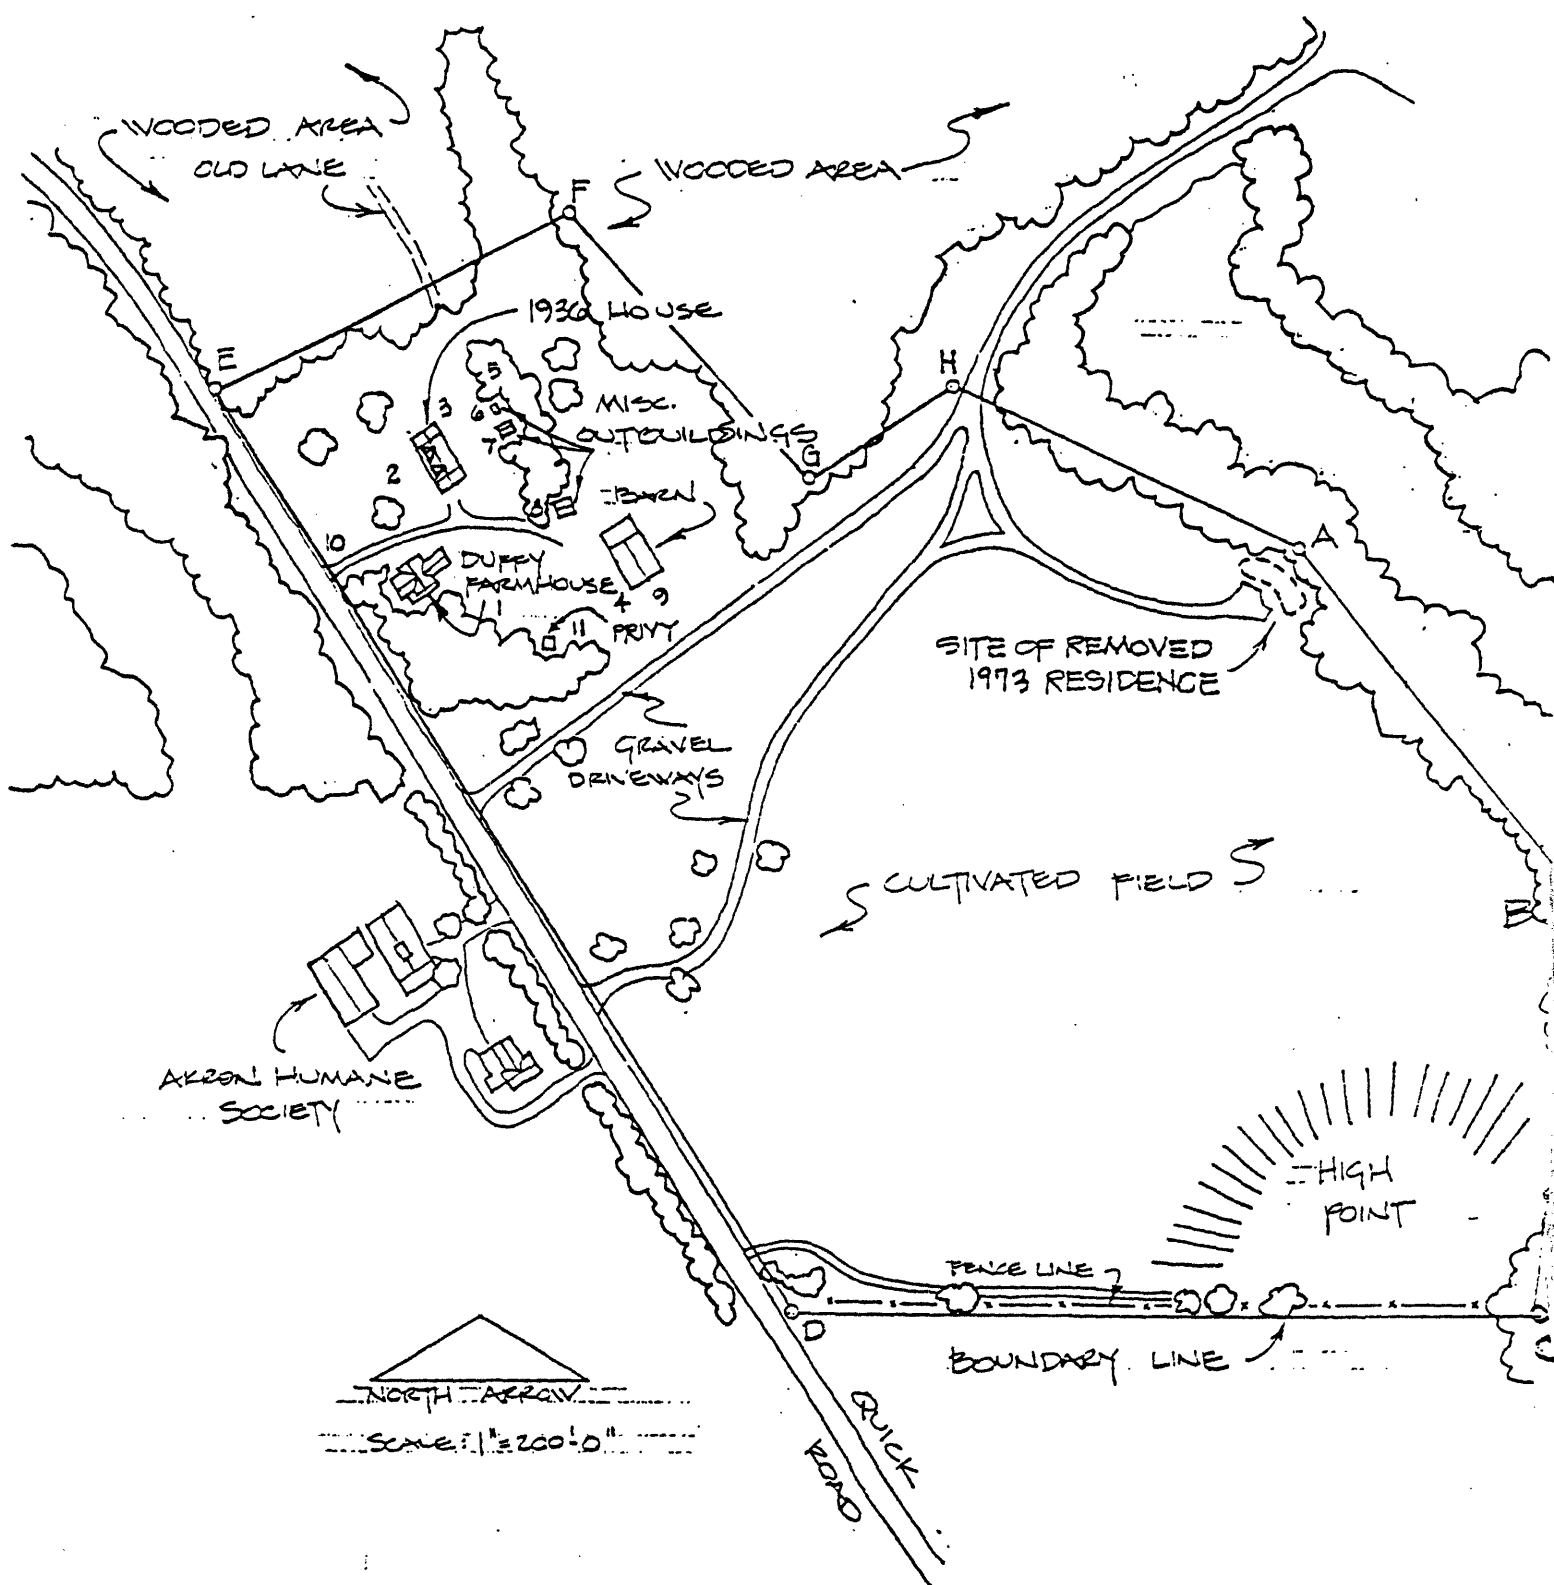 WOODED AREA
OLD LANE
WOODED AREA
F
1936 HOUSE
E
H
5
3
6
MISC.
OUTBUILDINGS
7
G
2
8
BARN
10
A
DUFFY
FARMHOUSE
1
4
9
11
PRIVY
SITE OF REMOVED
1973 RESIDENCE
GRAVEL
DRIVEWAYS
CULTIVATED FIELD
B
AKRON HUMANE
SOCIETY
HIGH
POINT
FENCE LINE
D
C
BOUNDARY LINE
NORTH ARROW
SCALE: 1"=200'-0"
QUICK
ROAD